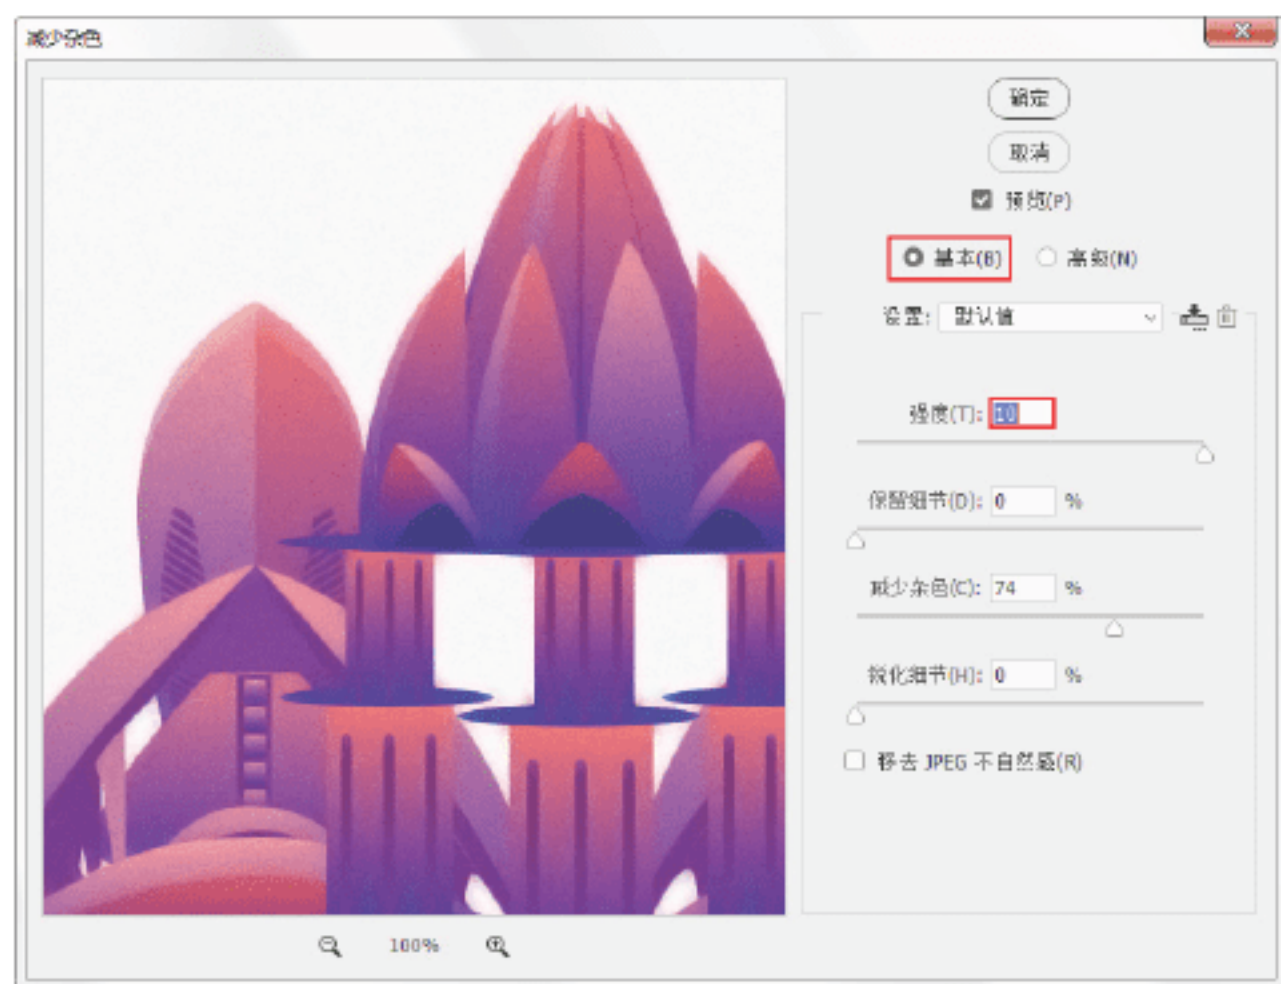 减少杂色
确定
取消
预览(P)
基本(B) 高级(N)
设置: 默认值
强度(T): 10
保留细节(D): 0 %
减少杂色(C): 74 %
锐化细节(H): 0 %
移去 JPEG 不自然感(R)
100%